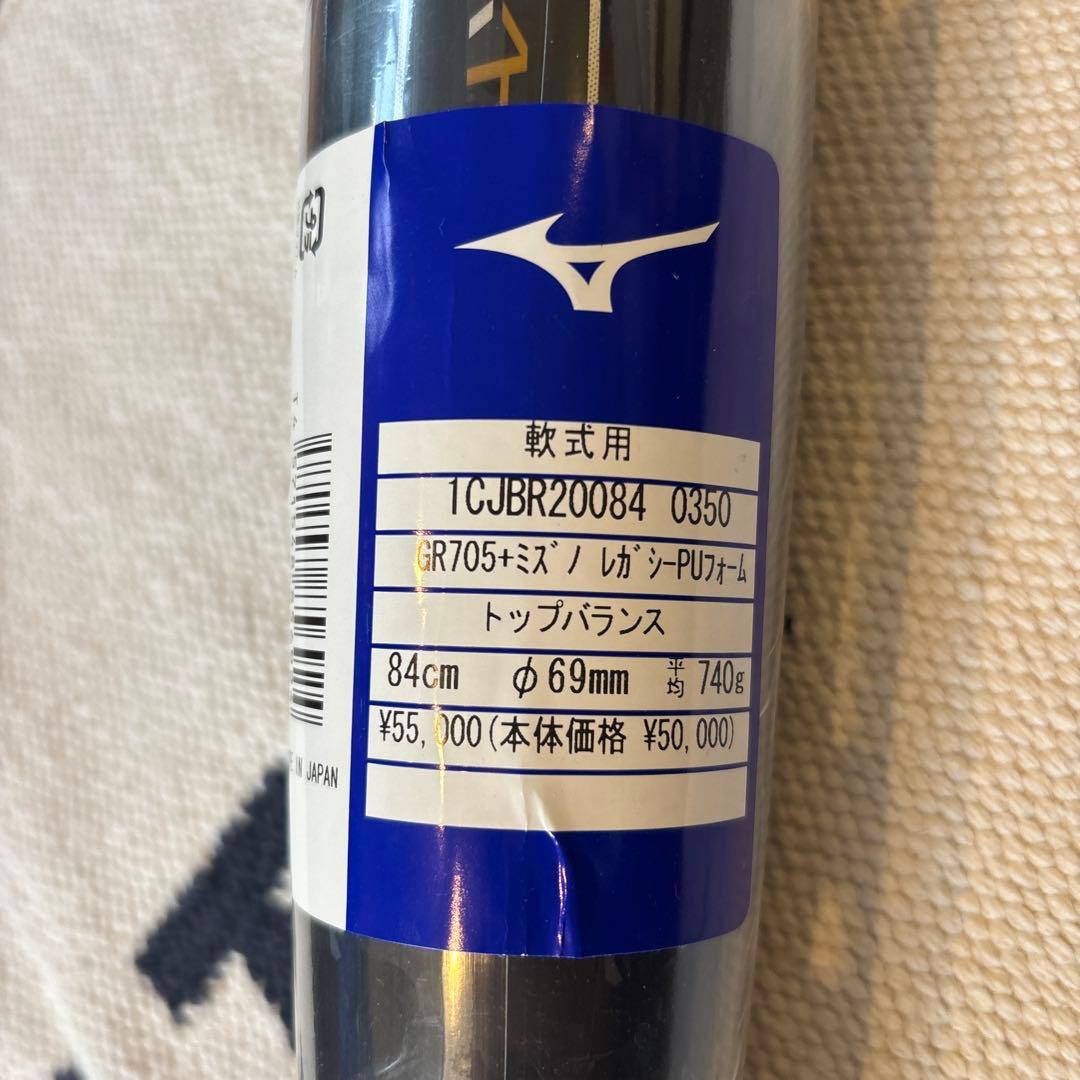 軟式用
1CJBR20084 0350
GR705+ﾐｽﾞﾉ ﾚｶﾞｼｰPUﾌｫｰﾑ
トップバランス
84cm φ69mm 平均 740g
¥55,000(本体価格 ¥50,000)
IN JAPAN